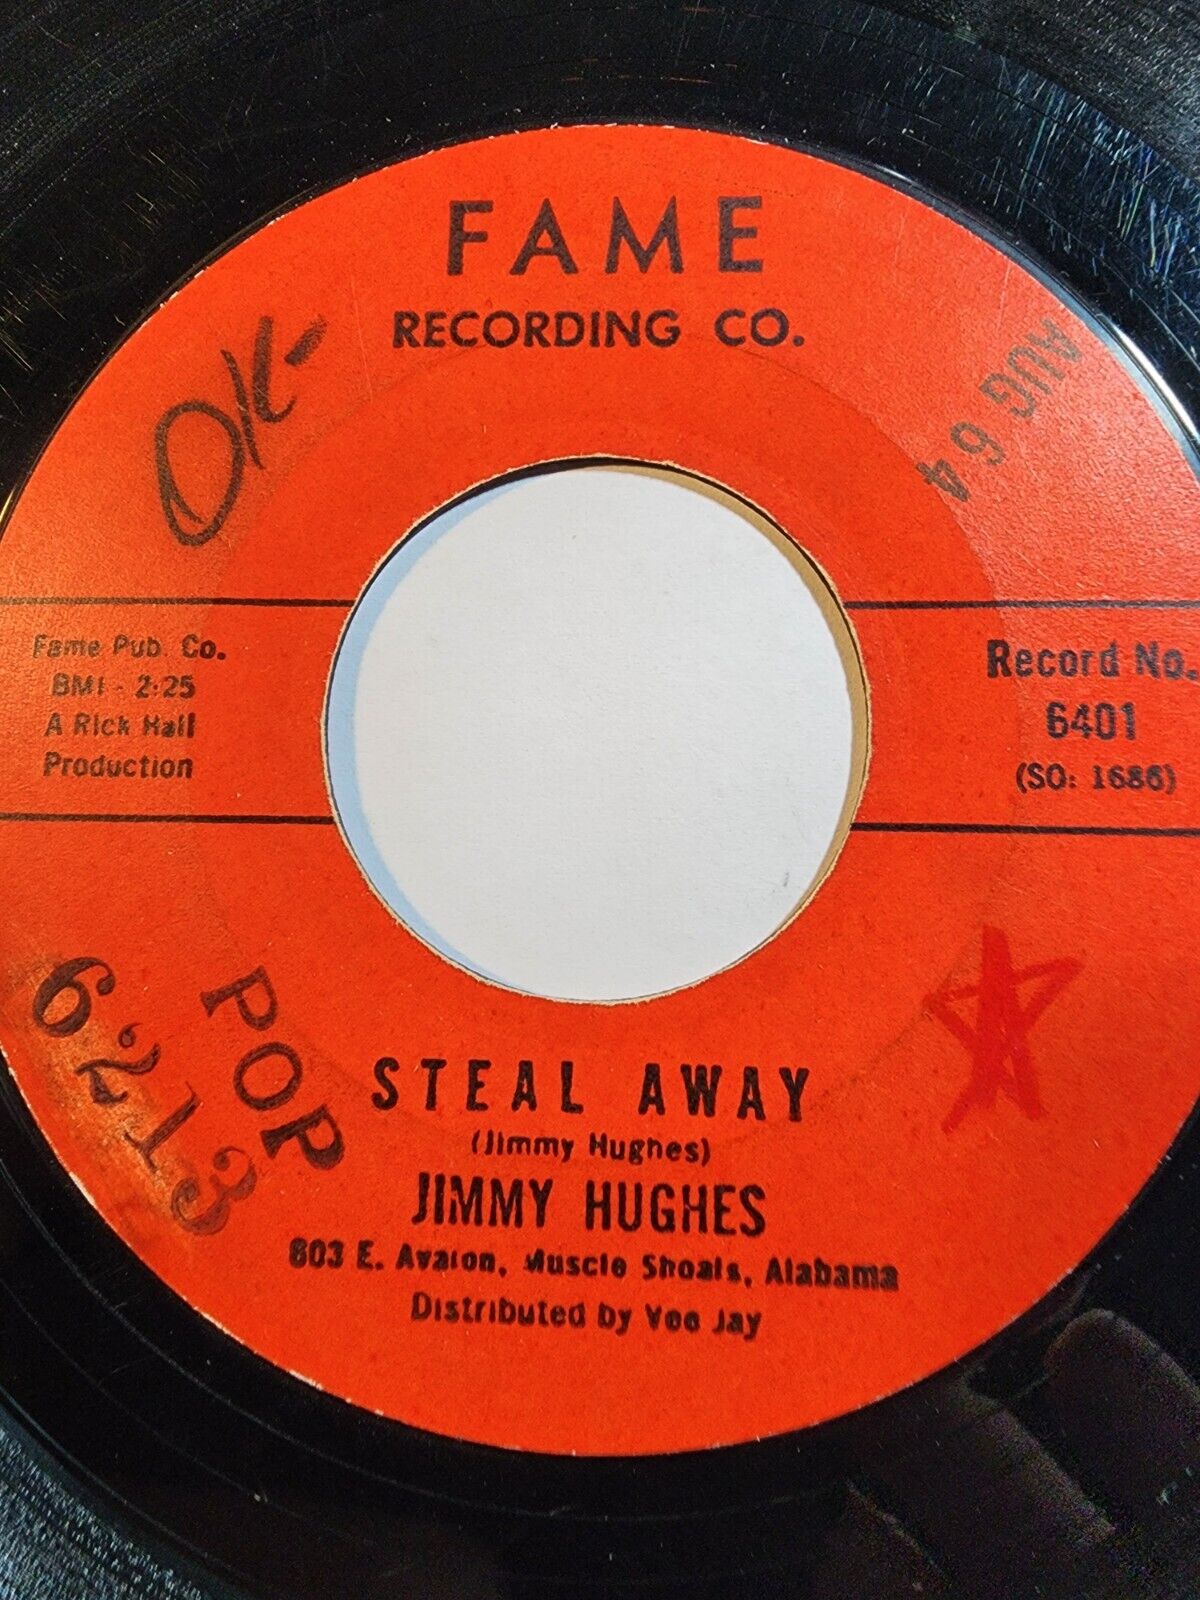 FAME
RECORDING CO.
OK-
AUG 64
Fame Pub. Co.
BMI - 2:25
A Rick Hall
Production
Record No.
6401
(SO: 1686)
POP
6213
STEAL AWAY
(Jimmy Hughes)
JIMMY HUGHES
603 E. Avalon, Muscle Shoals, Alabama
Distributed by Vee Jay